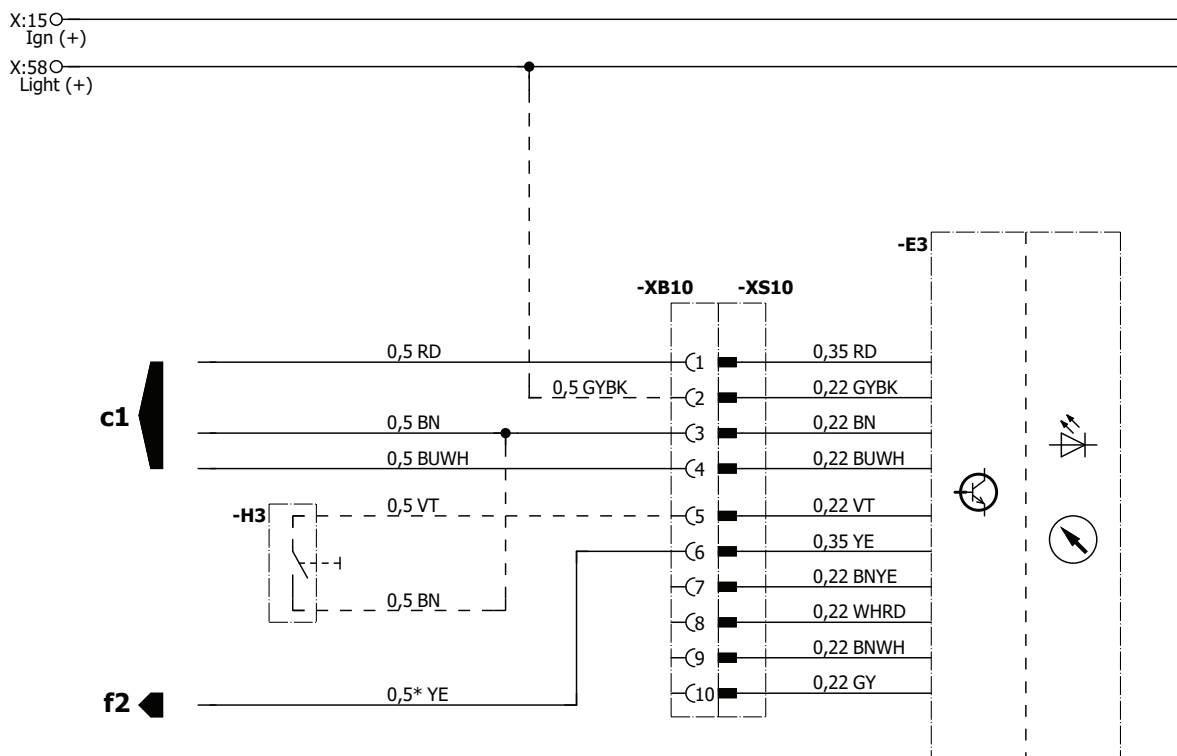 X:15
Ign (+)
X:58
Light (+)
-E3
-XB10 -XS10
0,5 RD 1 0,35 RD
0,5 GYBK 2 0,22 GYBK
c1
0,5 BN 3 0,22 BN
0,5 BUWH 4 0,22 BUWH
-H3
0,5 VT 5 0,22 VT
6 0,35 YE
7 0,22 BNYE
0,5 BN
8 0,22 WHRD
9 0,22 BNWH
f2
0,5* YE
10 0,22 GY